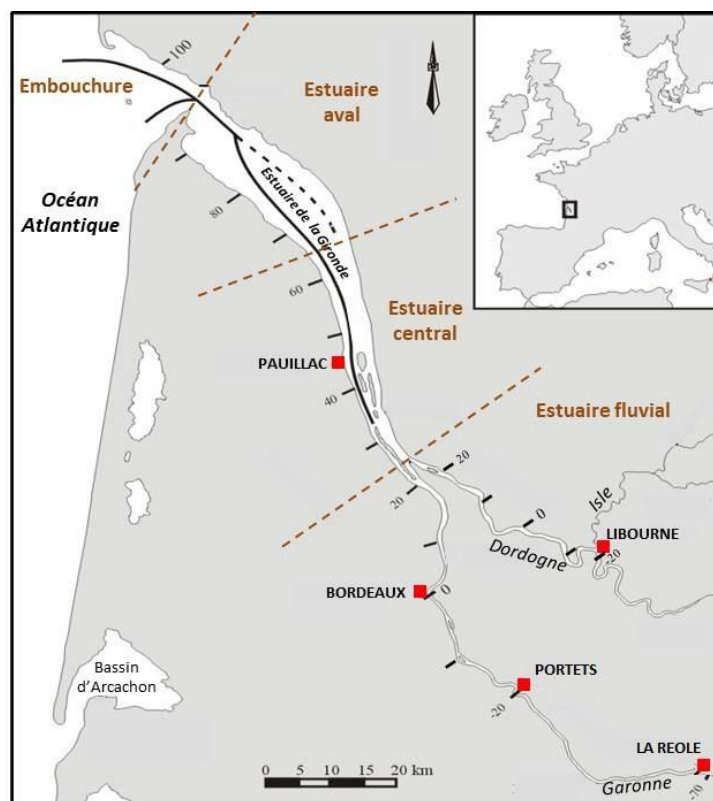 100
Embouchure
Estuaire
aval
Océan
Atlantique
80
Estuaire de la Gironde
60
Estuaire
central
PAUILLAC
40
Estuaire fluvial
20
20
0
Isle
LIBOURNE
-20
Dordogne
BORDEAUX
0
Bassin
d'Arcachon
PORTETS
-20
LA REOLE
Garonne
-70
0 5 10 15 20 km